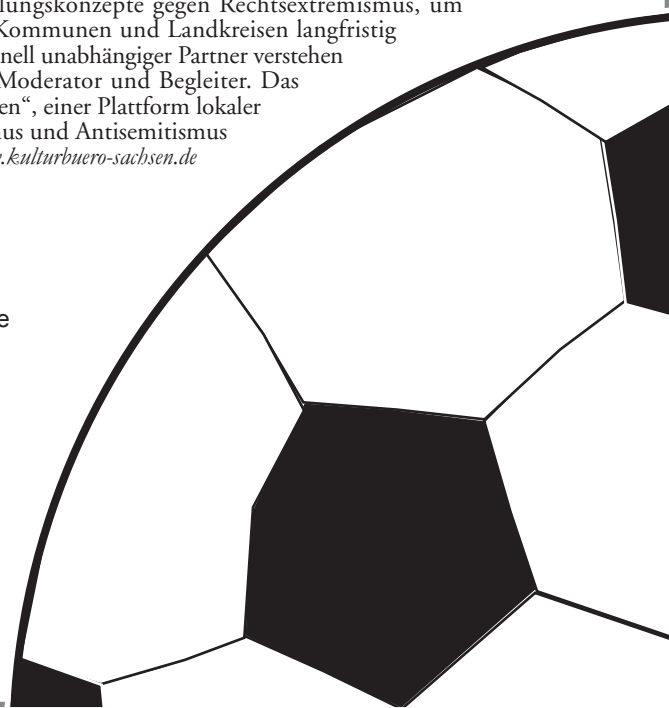 lungskonzepte gegen Rechtsextremismus, um
Kommunen und Landkreisen langfristig
nell unabhängiger Partner verstehen
Moderator und Begleiter. Das
en“, einer Plattform lokaler
us und Antisemitismus
.kulturbuero-sachsen.de
e